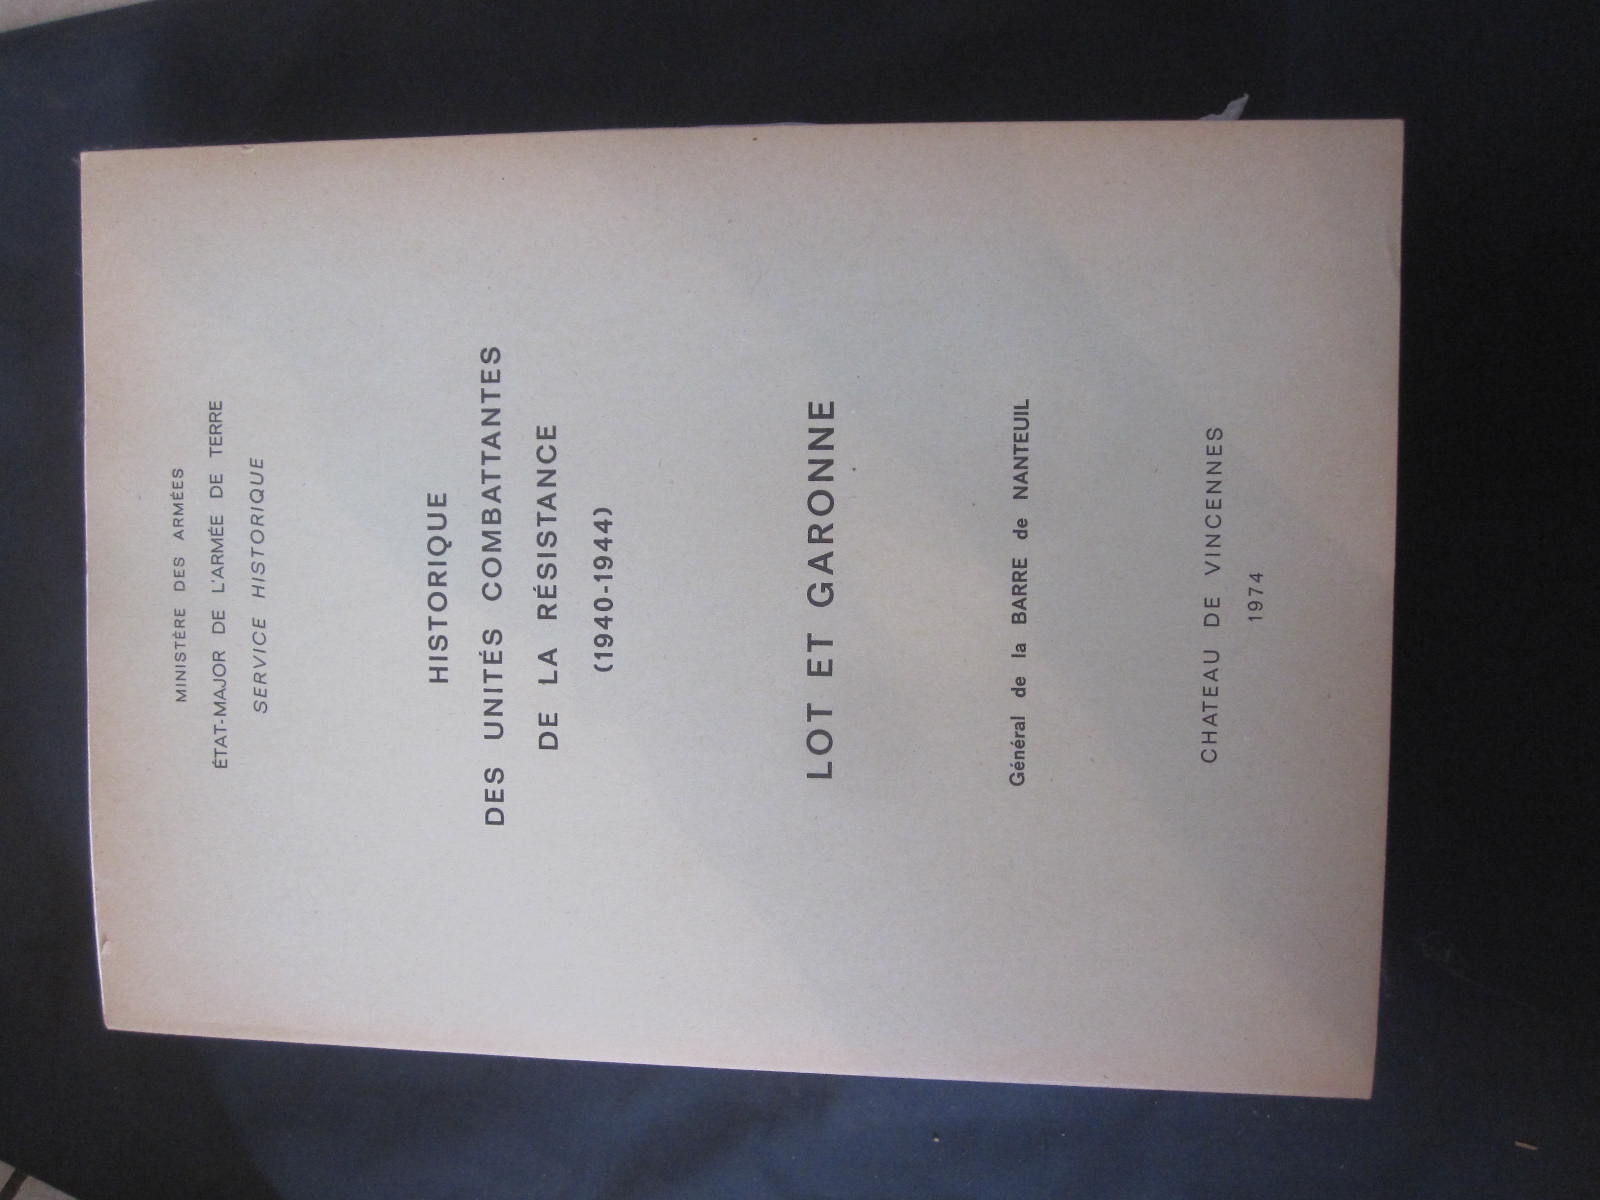 MINISTÈRE DES ARMÉES
ÉTAT-MAJOR DE L'ARMÉE DE TERRE
SERVICE HISTORIQUE
HISTORIQUE
DES UNITÉS COMBATTANTES
DE LA RÉSISTANCE
(1940-1944)
LOT ET GARONNE
Général de la BARRE de NANTEUIL
CHATEAU DE VINCENNES
1974